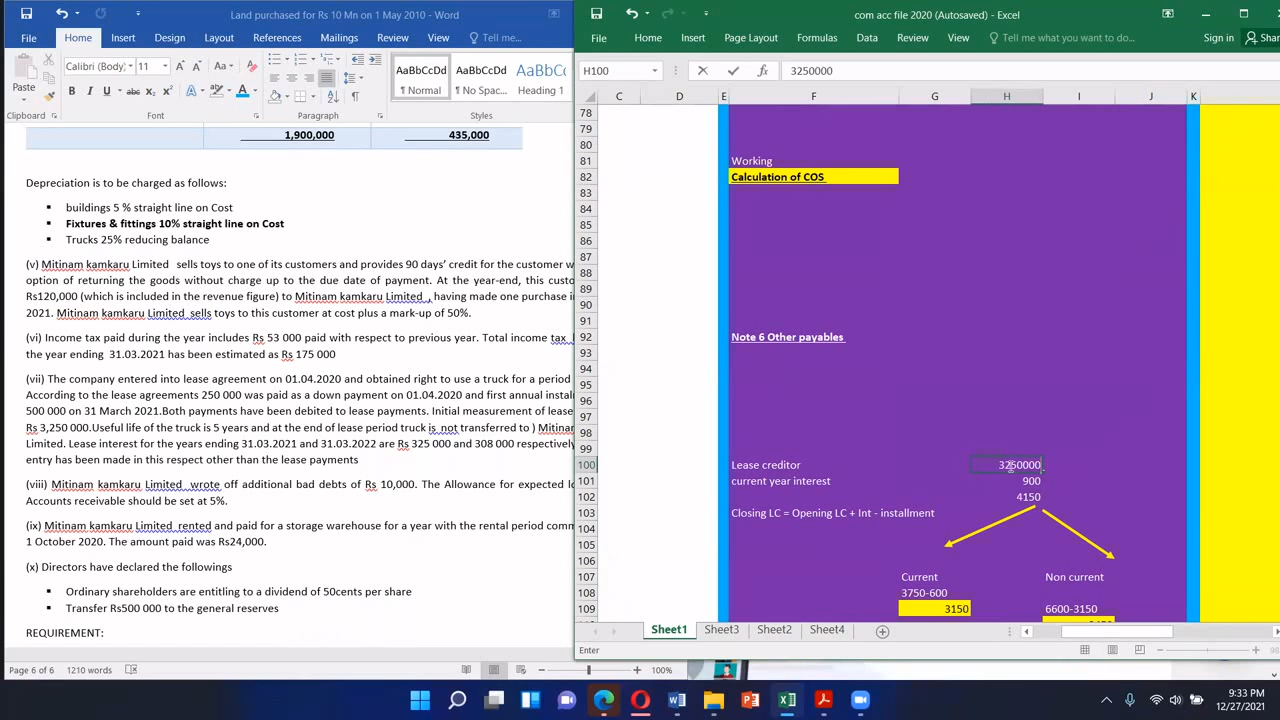 Land purchased for Rs 10 Mn on 1 May 2010 - Word
File Home Insert Design Layout References Mailings
Calibri (Body) 11
Paste
AaBbCcDd AaBbCcDd AaBbCcD
¶ Normal ¶ No Spac... Heading 1
Clipboard Font Paragraph Styles
1,900,000 435,000
Depreciation is to be charged as follows:
buildings 5 % straight line on Cost
Fixtures & fittings 10% straight line on Cost
Trucks 25% reducing balance
(v) Mitinam kamkaru Limited sells toys to one of its customers and provides 90 days' credit for the customer w
option of returning the goods without charge up to the due date of payment. At the year-end, this custo
Rs120,000 (which is included in the revenue figure) to Mitinam kamkaru Limited , having made one purchase i
2021. Mitinam kamkaru Limited sells toys to this customer at cost plus a mark-up of 50%.
(vi) Income tax paid during the year includes Rs 53 000 paid with respect to previous year. Total income tax
the year ending 31.03.2021 has been estimated as Rs 175 000
(vii) The company entered into lease agreement on 01.04.2020 and obtained right to use a truck for a period
According to the lease agreements 250 000 was paid as a down payment on 01.04.2020 and first annual install
500 000 on 31 March 2021.Both payments have been debited to lease payments. Initial measurement of lease
Rs 3,250 000.Useful life of the truck is 5 years and at the end of lease period truck is not transferred to ) Mitinar
Limited. Lease interest for the years ending 31.03.2021 and 31.03.2022 are Rs 325 000 and 308 000 respectively
entry has been made in this respect other than the lease payments
(viii) Mitinam kamkaru Limited wrote off additional bad debts of Rs 10,000. The Allowance for expected lo
Accounts receivable should be set at 5%.
(ix) Mitinam kamkaru Limited rented and paid for a storage warehouse for a year with the rental period comm
1 October 2020. The amount paid was Rs24,000.
(x) Directors have declared the followings
Ordinary shareholders are entitling to a dividend of 50cents per share
Transfer Rs500 000 to the general reserves
REQUIREMENT:
Page 6 of 6 1210 words 100%
com acc file 2020 (Autosaved) - Excel
File Home Insert Page Layout Formulas Data Review View Tell me what you want to do... Sign in Shar
H100 fx 3250000
C D E F G H I J K
78
79
80
81 Working
82 Calculation of COS
83
84
85
86
87
88
89
90
91
92 Note 6 Other payables
93
94
95
96
97
98
99
100 Lease creditor 3250000
101 current year interest 900
102 4150
103 Closing LC = Opening LC + Int - installment
104
105
106
107 Current Non current
108 3750-600
109 3150 6600-3150
Sheet1 Sheet3 Sheet2 Sheet4
Enter
9:33 PM
12/27/2021